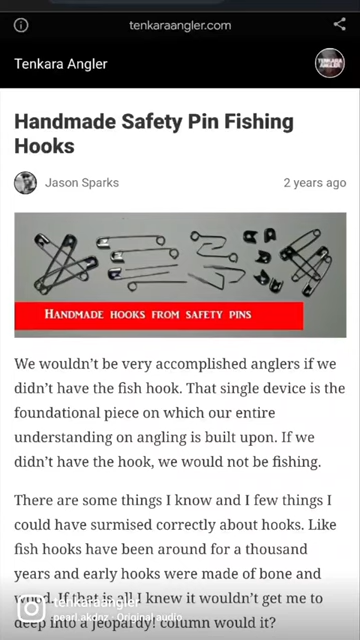 tenkaraangler.com
Tenkara Angler
TENKARA
ANGLER
Handmade Safety Pin Fishing
Hooks
Jason Sparks
2 years ago
HANDMADE HOOKS FROM SAFETY PINS
We wouldn't be very accomplished anglers if we
didn't have the fish hook. That single device is the
foundational piece on which our entire
understanding on angling is built upon. If we
didn't have the hook, we would not be fishing.
There are some things I know and I few things I
could have surmised correctly about hooks. Like
fish hooks have been around for a thousand
years and early hooks were made of bone and
wood. If that is all I knew it wouldn't get me to
tenkaraangler
deep into a jeopardy! column would it?
pearl.akdnz · Original audio